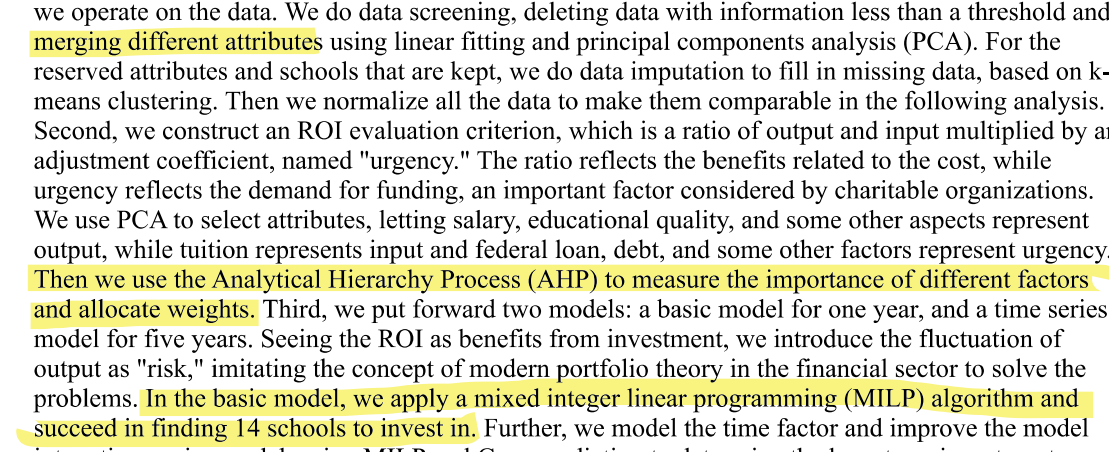 we operate on the data. We do data screening, deleting data with information less than a threshold and
merging different attributes using linear fitting and principal components analysis (PCA). For the
reserved attributes and schools that are kept, we do data imputation to fill in missing data, based on k-
means clustering. Then we normalize all the data to make them comparable in the following analysis.
Second, we construct an ROI evaluation criterion, which is a ratio of output and input multiplied by an
adjustment coefficient, named "urgency." The ratio reflects the benefits related to the cost, while
urgency reflects the demand for funding, an important factor considered by charitable organizations.
We use PCA to select attributes, letting salary, educational quality, and some other aspects represent
output, while tuition represents input and federal loan, debt, and some other factors represent urgency.
Then we use the Analytical Hierarchy Process (AHP) to measure the importance of different factors
and allocate weights. Third, we put forward two models: a basic model for one year, and a time series
model for five years. Seeing the ROI as benefits from investment, we introduce the fluctuation of
output as "risk," imitating the concept of modern portfolio theory in the financial sector to solve the
problems. In the basic model, we apply a mixed integer linear programming (MILP) algorithm and
succeed in finding 14 schools to invest in. Further, we model the time factor and improve the model